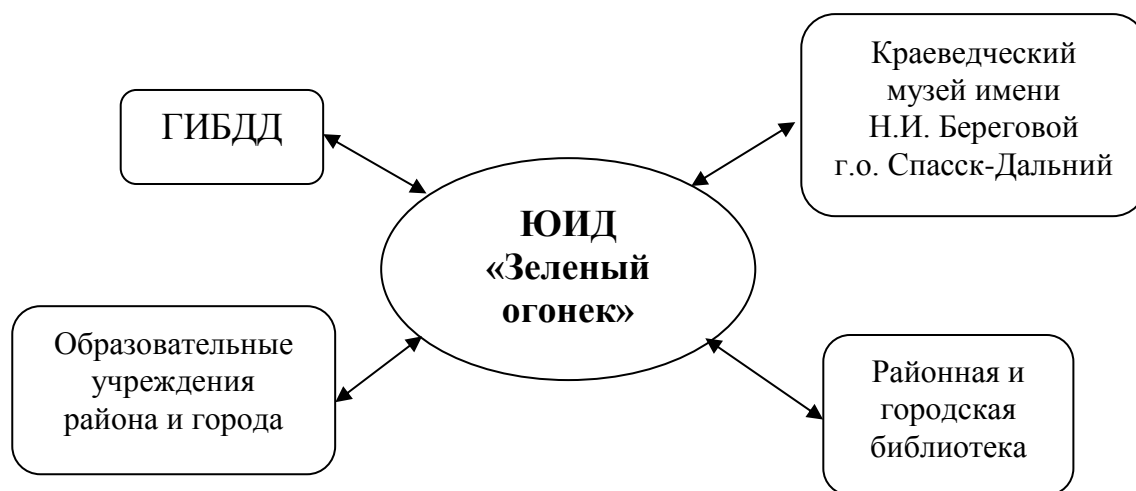 ГИБДД
Краеведческий
музей имени
Н.И. Береговой
г.о. Спасск-Дальний
ЮИД
«Зеленый
огонек»
Образовательные
учреждения
района и города
Районная и
городская
библиотека